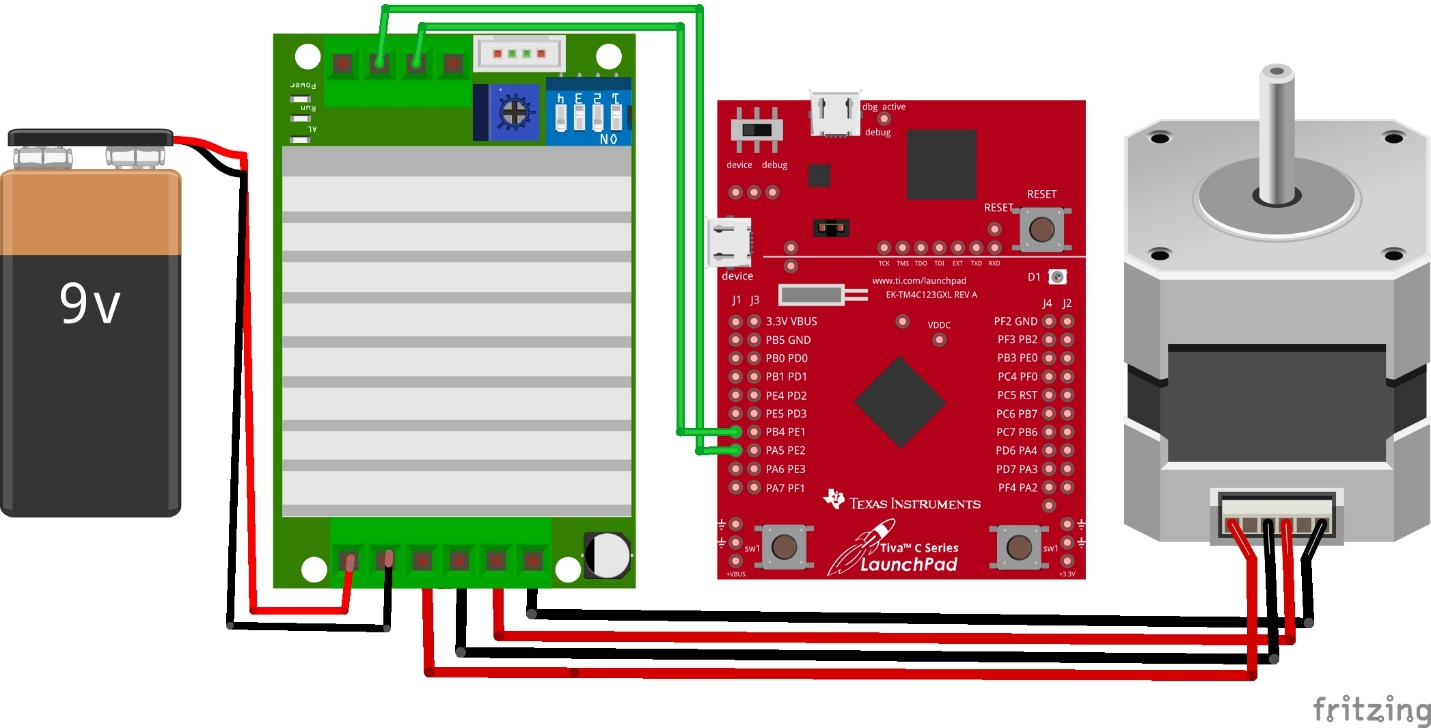 9v
Power
Run
AL
4 3 2 1
ON
dbg active
debug
device debug
RESET
RESET
TCK TMS TDO TDI EXT TXD RXD
device
www.ti.com/launchpad
D1
EK-TM4C123GXL REV A
J1 J3
J4 J2
3.3V VBUS
VDDC
PF2 GND
PB5 GND
PF3 PB2
PB0 PD0
PB3 PE0
PB1 PD1
PC4 PF0
PE4 PD2
PC5 RST
PE5 PD3
PC6 PB7
PB4 PE1
PC7 PB6
PA5 PE2
PD6 PA4
PA6 PE3
PD7 PA3
PA7 PF1
PF4 PA2
TEXAS INSTRUMENTS
sw1
Tiva™ C Series
LaunchPad
sw1
+VBUS
+3.3V
fritzing